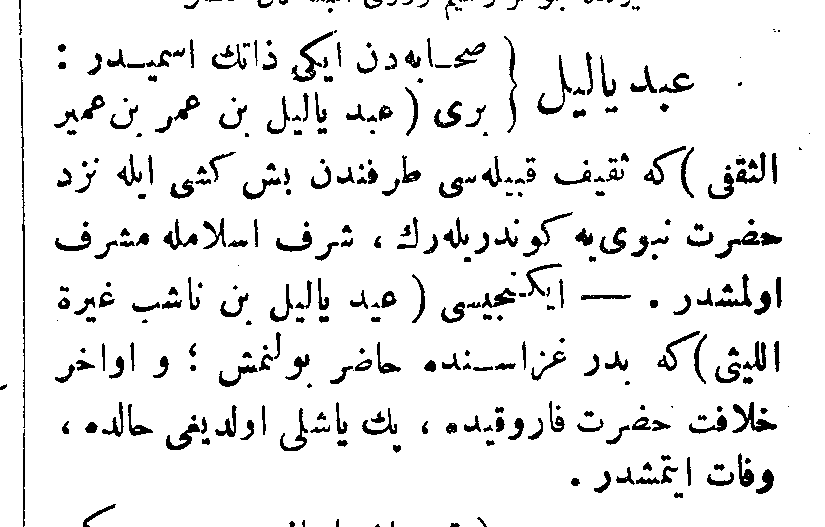 عبد ياليل { صحابه‌دن ايكى ذاتك اسميدر :
برى ( عبد ياليل بن عمر بن عمير
الثقفى ) كه ثقيف قبيله‌سى طرفندن بش كشى ايله نزد
حضرت نبوى‌يه كوندريله‌رك ، شرف اسلامله مشرف
اولمشدر . — ايكنجيسى ( عبد ياليل بن ناشب غيرة
الليثى ) كه بدر غزاسنده حاضر بولنمش ؛ و اواخر
خلافت حضرت فاروقيده ، پك ياشلى اولديغى حالده ،
وفات ايتمشدر .